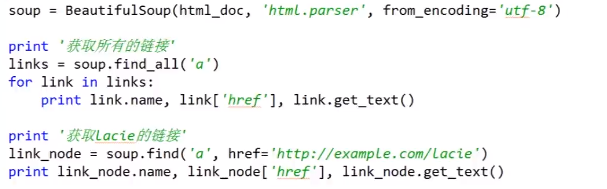 soup = BeautifulSoup(html_doc, 'html.parser', from_encoding='utf-8')
print '获取所有的链接'
links = soup.find_all('a')
for link in links:
    print link.name, link['href'], link.get_text()
print '获取lacie的链接'
link_node = soup.find('a', href='http://example.com/lacie')
print link_node.name, link_node['href'], link_node.get_text()